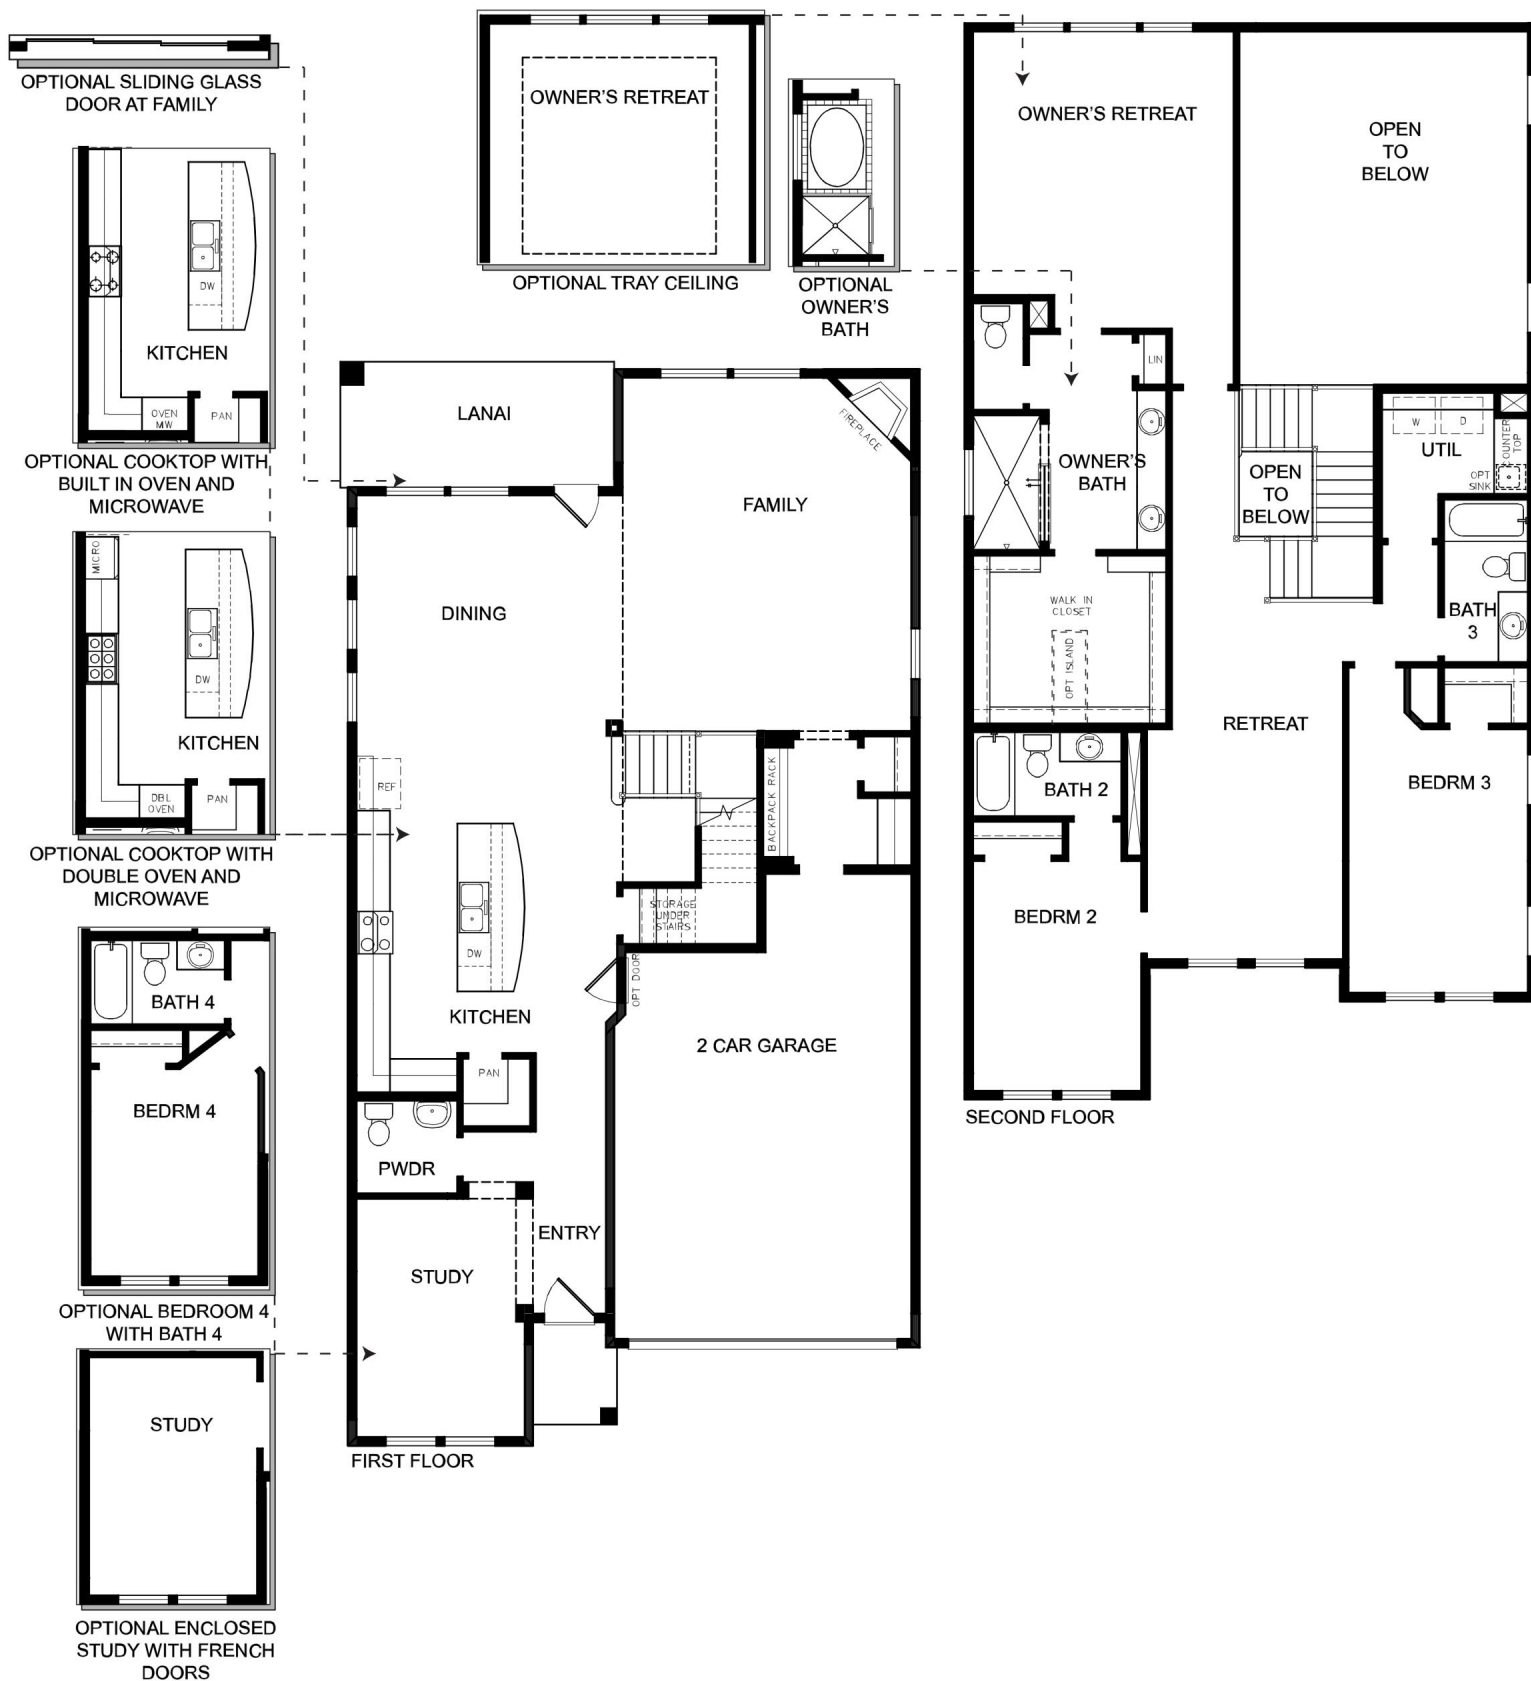 OPTIONAL SLIDING GLASS
DOOR AT FAMILY
KITCHEN
DW
OVEN
MW
PAN
OPTIONAL COOKTOP WITH
BUILT IN OVEN AND
MICROWAVE
MICRO
DW
KITCHEN
DBL
OVEN
PAN
OPTIONAL COOKTOP WITH
DOUBLE OVEN AND
MICROWAVE
BATH 4
BEDRM 4
OPTIONAL BEDROOM 4
WITH BATH 4
STUDY
OPTIONAL ENCLOSED
STUDY WITH FRENCH
DOORS
OWNER'S RETREAT
OPTIONAL TRAY CEILING
OPTIONAL
OWNER'S
BATH
LANAI
FIREPLACE
FAMILY
DINING
REF
BACKPACK RACK
STORAGE
UNDER
STAIRS
DW
OPT DOOR
KITCHEN
2 CAR GARAGE
PAN
PWDR
ENTRY
STUDY
FIRST FLOOR
OWNER'S RETREAT
OPEN
TO
BELOW
LIN
W
D
COUNTER
TOP
UTIL
OPT
SINK
OWNER'S
BATH
OPEN
TO
BELOW
WALK IN
CLOSET
OPT ISLAND
BATH
3
RETREAT
BATH 2
BEDRM 3
BEDRM 2
SECOND FLOOR